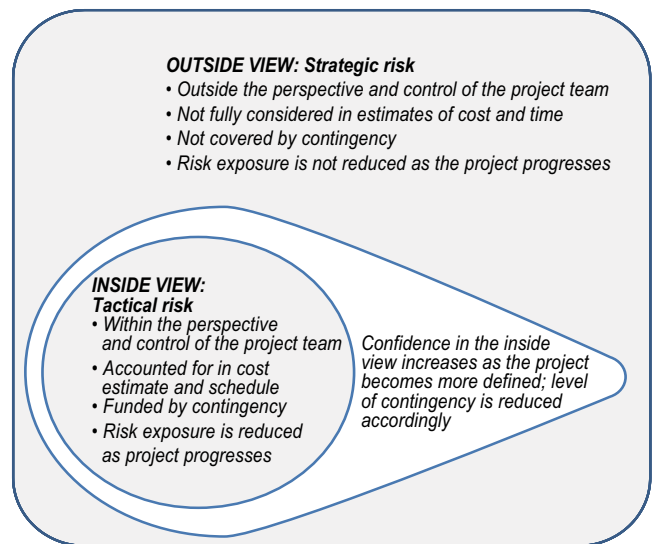 OUTSIDE VIEW: Strategic risk
• Outside the perspective and control of the project team
• Not fully considered in estimates of cost and time
• Not covered by contingency
• Risk exposure is not reduced as the project progresses
INSIDE VIEW:
Tactical risk
• Within the perspective
and control of the project team
• Accounted for in cost
estimate and schedule
• Funded by contingency
• Risk exposure is reduced
as project progresses
Confidence in the inside
view increases as the project
becomes more defined; level
of contingency is reduced
accordingly